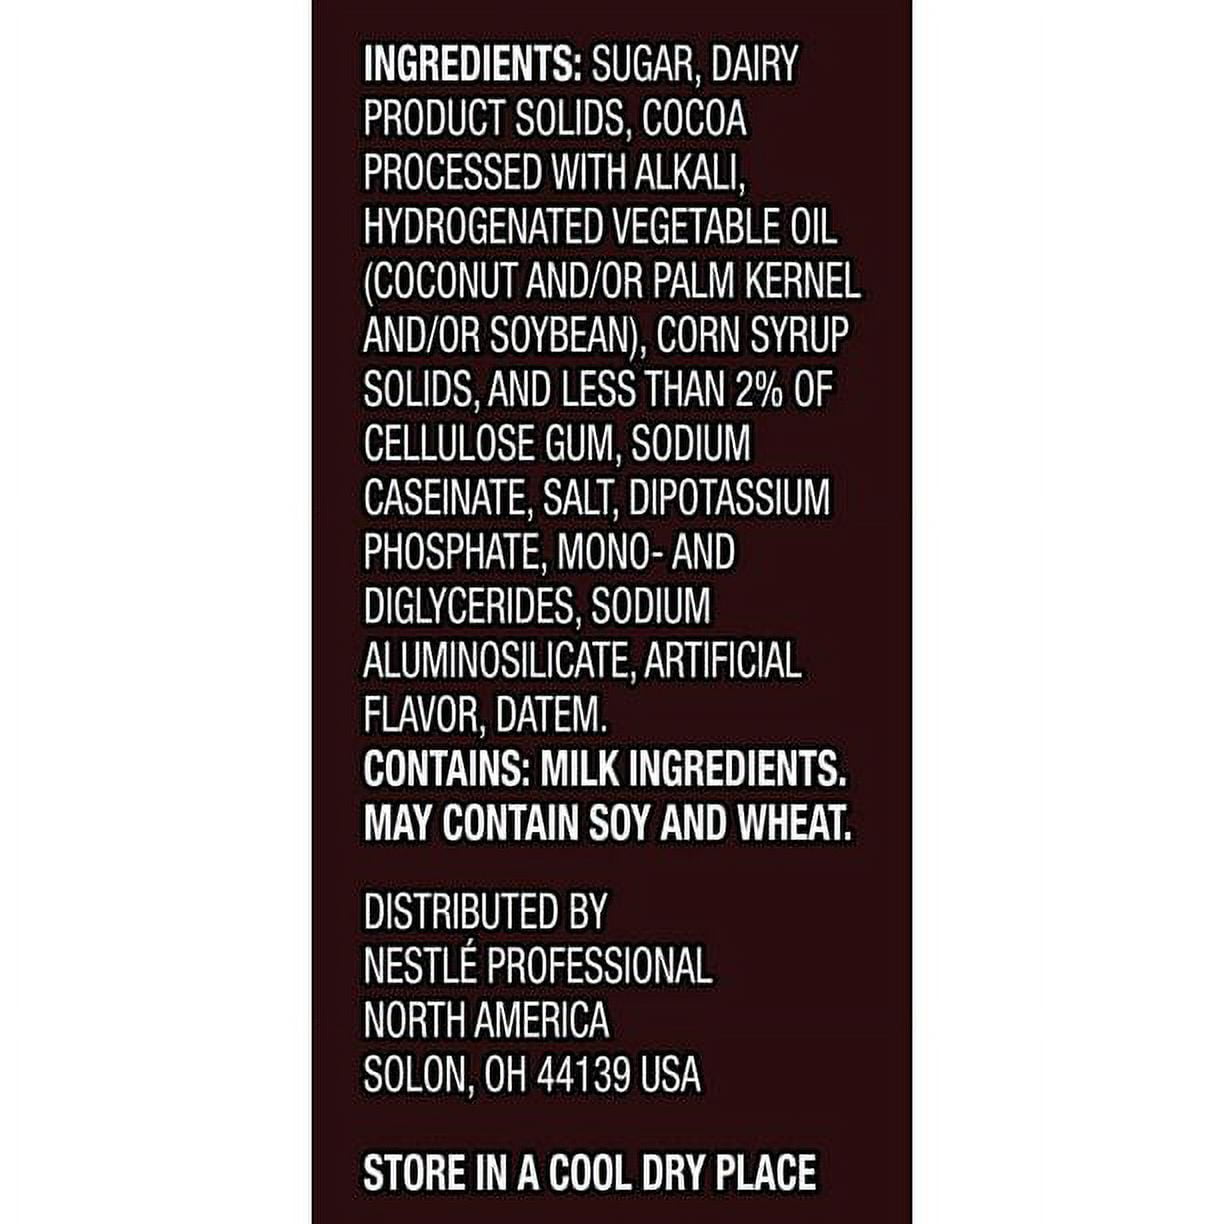 INGREDIENTS: SUGAR, DAIRY
PRODUCT SOLIDS, COCOA
PROCESSED WITH ALKALI,
HYDROGENATED VEGETABLE OIL
(COCONUT AND/OR PALM KERNEL
AND/OR SOYBEAN), CORN SYRUP
SOLIDS, AND LESS THAN 2% OF
CELLULOSE GUM, SODIUM
CASEINATE, SALT, DIPOTASSIUM
PHOSPHATE, MONO- AND
DIGLYCERIDES, SODIUM
ALUMINOSILICATE, ARTIFICIAL
FLAVOR, DATEM.
CONTAINS: MILK INGREDIENTS.
MAY CONTAIN SOY AND WHEAT.
DISTRIBUTED BY
NESTLÉ PROFESSIONAL
NORTH AMERICA
SOLON, OH 44139 USA
STORE IN A COOL DRY PLACE